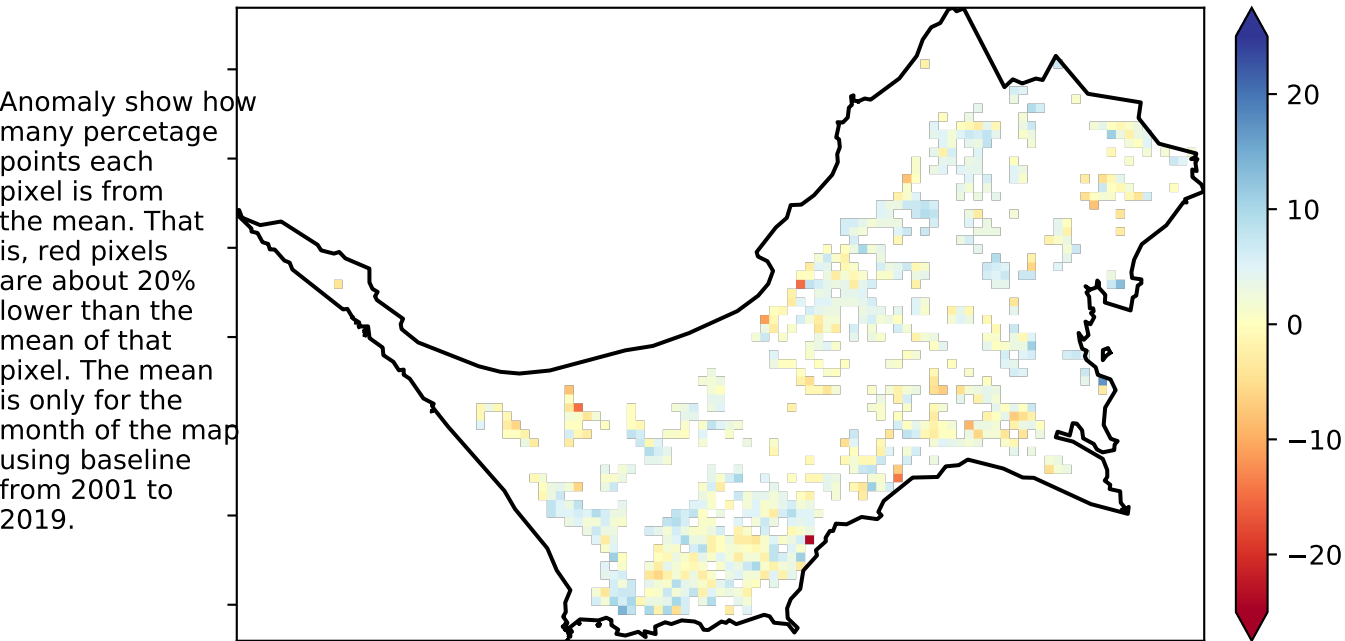 Anomaly show how
many percetage
points each
pixel is from
the mean. That
is, red pixels
are about 20%
lower than the
mean of that
pixel. The mean
is only for the
month of the map
using baseline
from 2001 to
2019.
20
10
0
−10
−20